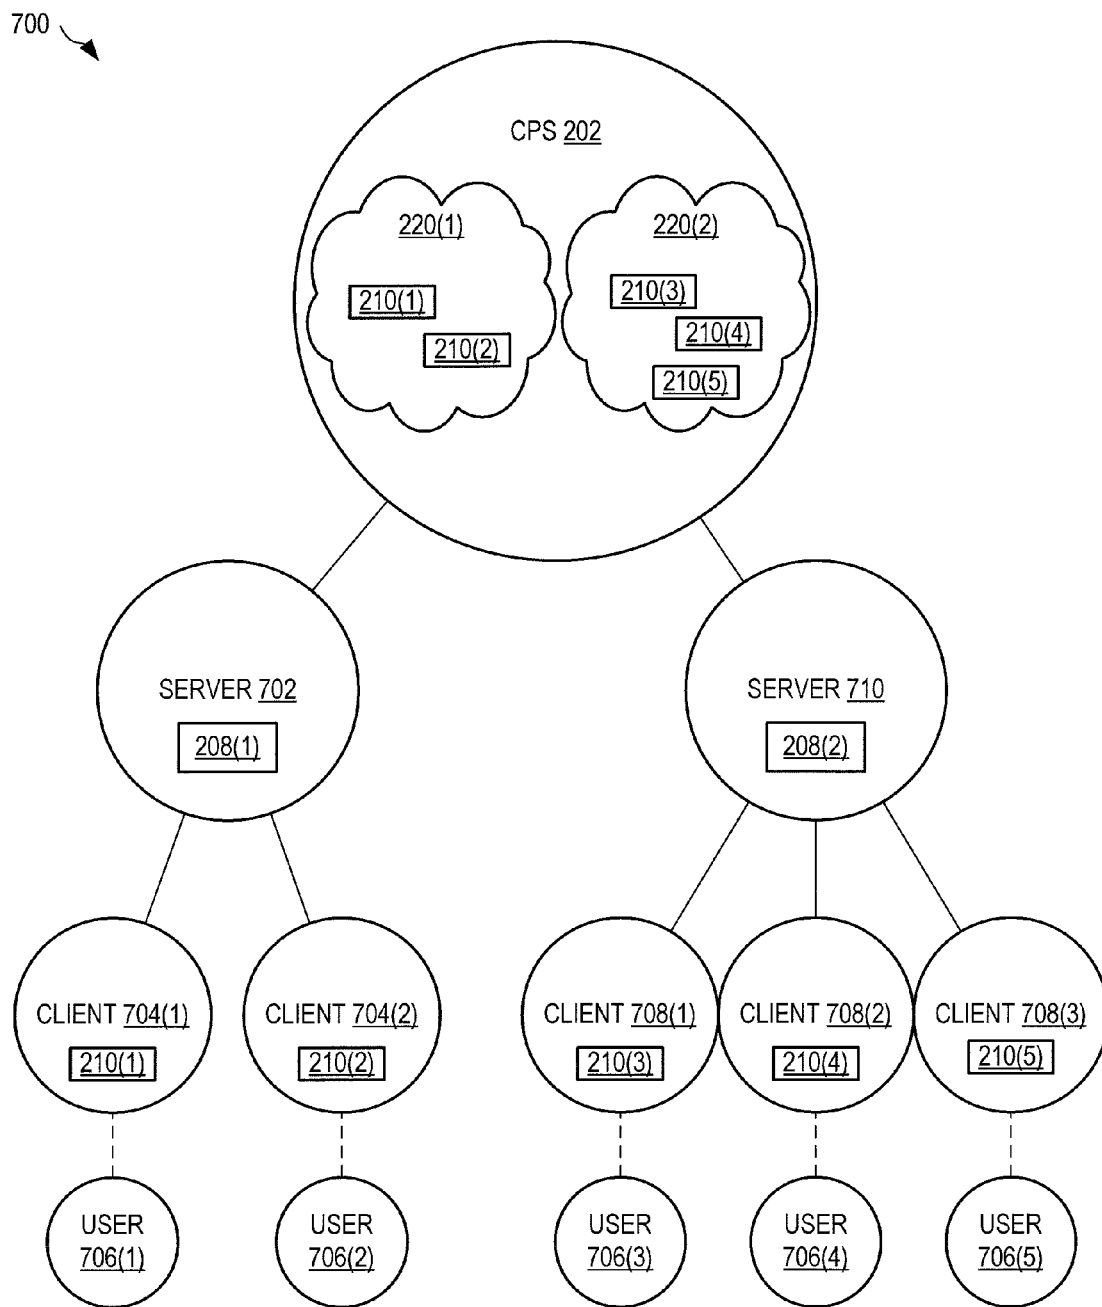 700
CPS 202
220(1)
220(2)
210(1)
210(2)
210(3)
210(4)
210(5)
SERVER 702
208(1)
SERVER 710
208(2)
CLIENT 704(1)
210(1)
CLIENT 704(2)
210(2)
CLIENT 708(1)
210(3)
CLIENT 708(2)
210(4)
CLIENT 708(3)
210(5)
USER
706(1)
USER
706(2)
USER
706(3)
USER
706(4)
USER
706(5)